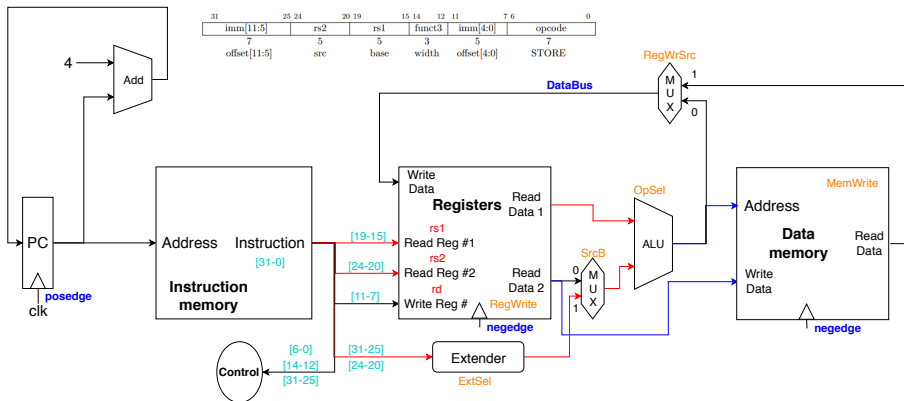 31 25 24 20 19 15 14 12 11 7 6 0
imm[11:5] rs2 rs1 funct3 imm[4:0] opcode
7 5 5 3 5 7
offset[11:5] src base width offset[4:0] STORE
4
Add
RegWrSrc
DataBus
MUX
1
0
PC
posedge
clk
Address
Instruction
[31-0]
Instruction memory
[19-15]
[24-20]
[11-7]
Write Data
Registers
Read Data 1
rs1
Read Reg #1
rs2
Read Reg #2
rd
Write Reg #
Read Data 2
RegWrite
negedge
OpSel
ALU
SrcB
0
MUX
1
MemWrite
Address
Data memory
Read Data
Write Data
negedge
Control
[6-0]
[14-12]
[31-25]
[31-25]
[24-20]
Extender
ExtSel